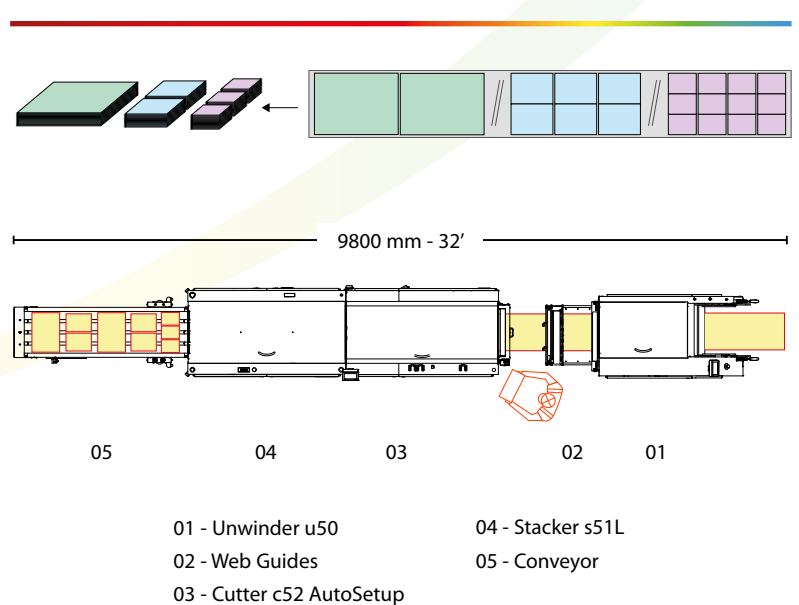 9800 mm - 32’
05 04 03 02 01
01 - Unwinder u50
02 - Web Guides
03 - Cutter c52 AutoSetup
04 - Stacker s51L
05 - Conveyor